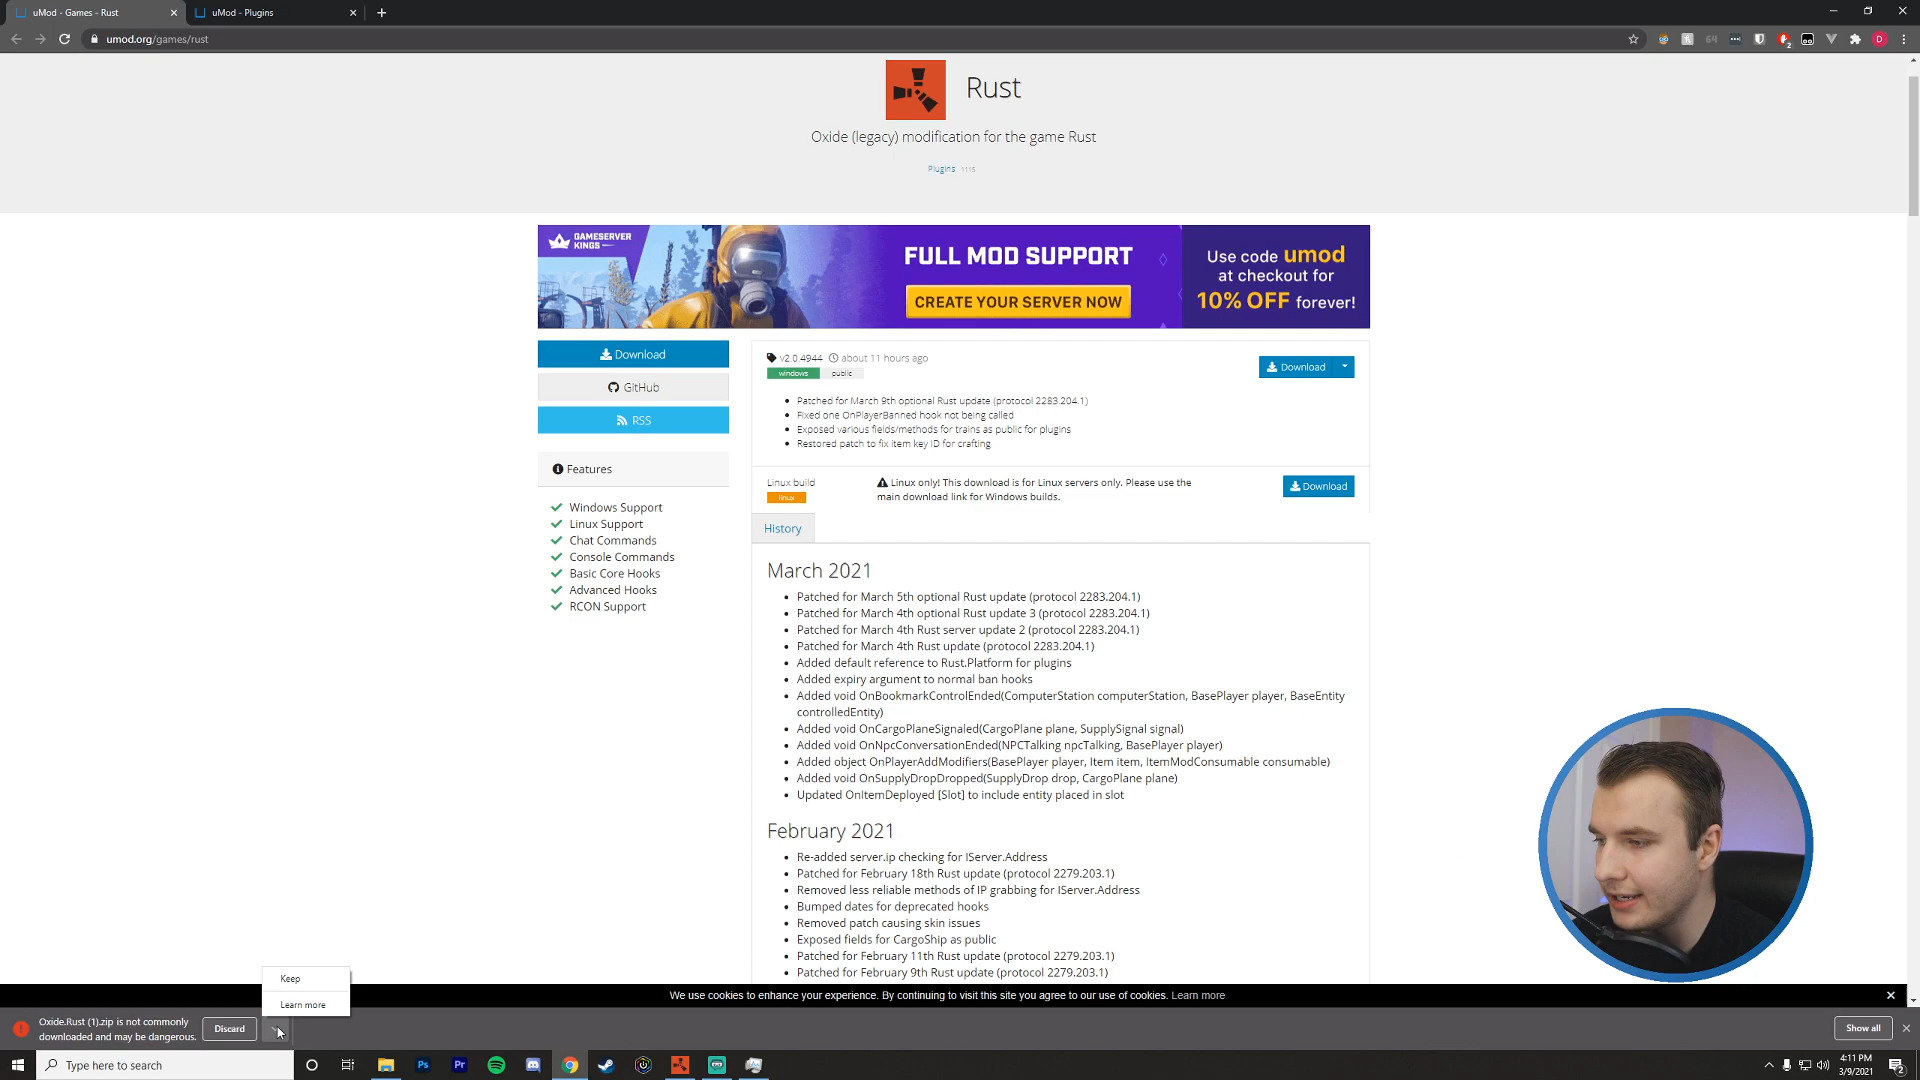 uMod - Games - Rust
uMod - Plugins
umod.org/games/rust
Rust
Oxide (legacy) modification for the game Rust
Plugins 1115
GAMESERVER KINGS
FULL MOD SUPPORT
CREATE YOUR SERVER NOW
Use code umod
at checkout for
10% OFF forever!
Download
GitHub
RSS
Features
Windows Support
Linux Support
Chat Commands
Console Commands
Basic Core Hooks
Advanced Hooks
RCON Support
v2.0.4944 about 11 hours ago
windows public
Download
Patched for March 9th optional Rust update (protocol 2283.204.1)
Fixed one OnPlayerBanned hook not being called
Exposed various fields/methods for trains as public for plugins
Restored patch to fix item key ID for crafting
Linux build
linux
Linux only! This download is for Linux servers only. Please use the
main download link for Windows builds.
Download
History
March 2021
Patched for March 5th optional Rust update (protocol 2283.204.1)
Patched for March 4th optional Rust update 3 (protocol 2283.204.1)
Patched for March 4th Rust server update 2 (protocol 2283.204.1)
Patched for March 4th Rust update (protocol 2283.204.1)
Added default reference to Rust.Platform for plugins
Added expiry argument to normal ban hooks
Added void OnBookmarkControlEnded(ComputerStation computerStation, BasePlayer player, BaseEntity
controlledEntity)
Added void OnCargoPlaneSignaled(CargoPlane plane, SupplySignal signal)
Added void OnNpcConversationEnded(NPCTalking npcTalking, BasePlayer player)
Added object OnPlayerAddModifiers(BasePlayer player, Item item, ItemModConsumable consumable)
Added void OnSupplyDropDropped(SupplyDrop drop, CargoPlane plane)
Updated OnItemDeployed [Slot] to include entity placed in slot
February 2021
Re-added server.ip checking for IServer.Address
Patched for February 18th Rust update (protocol 2279.203.1)
Removed less reliable methods of IP grabbing for IServer.Address
Bumped dates for deprecated hooks
Removed patch causing skin issues
Exposed fields for CargoShip as public
Patched for February 11th Rust update (protocol 2279.203.1)
Patched for February 9th Rust update (protocol 2279.203.1)
Keep
Learn more
We use cookies to enhance your experience. By continuing to visit this site you agree to our use of cookies. Learn more
Oxide.Rust (1).zip is not commonly
downloaded and may be dangerous.
Discard
Show all
Type here to search
Ps
Pr
4:11 PM
3/9/2021